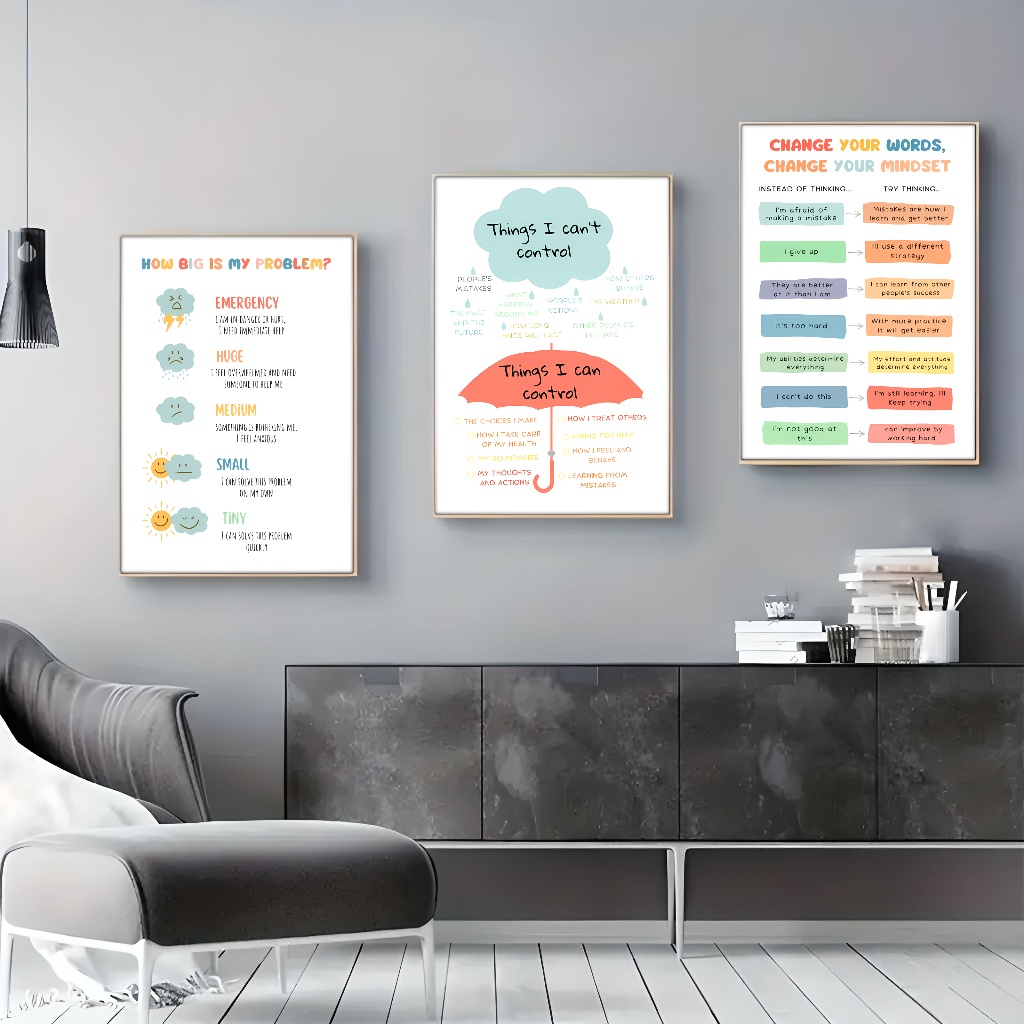 HOW BIG IS MY PROBLEM?
EMERGENCY
I AM IN DANGER OR HURT,
I NEED IMMEDIATE HELP
HUGE
I FEEL OVERWHELMED AND NEED
SOMEONE TO HELP ME
MEDIUM
SOMETHING IS BOTHERING ME,
I FEEL ANXIOUS
SMALL
I CAN SOLVE THIS PROBLEM
ON MY OWN
TINY
I CAN SOLVE THIS PROBLEM
QUICKLY
Things I can't
control
PEOPLE'S
MISTAKES
WHAT
HAPPENS
AROUND ME
PEOPLE'S
ACTIONS
HOW OTHERS
BEHAVE
THE WEATHER
THE PAST
AND THE
FUTURE
HOW LONG
THINGS WILL LAST
OTHER PEOPLE'S
Things I can
control
THE CHOICES I MAKE
HOW I TAKE CARE
OF MY HEALTH
MY BOUNDARIES
MY THOUGHTS
AND ACTIONS
HOW I TREAT OTHERS
ASKING FOR HELP
HOW I FEEL AND
BEHAVE
LEARNING FROM
MISTAKES
CHANGE YOUR WORDS,
CHANGE YOUR MINDSET
INSTEAD OF THINKING... TRY THINKING...
I'm afraid of
making a mistake
Mistakes are how I
learn and get better
I give up
I'll use a different
strategy
They are better
at it than I am
I can learn from other
people's success
It's too hard
With more practice
it will get easier
My abilities determine
everything
My effort and attitude
determine everything
I can't do this
I'm still learning, I'll
keep trying
I'm not good at
this
I can improve by
working hard